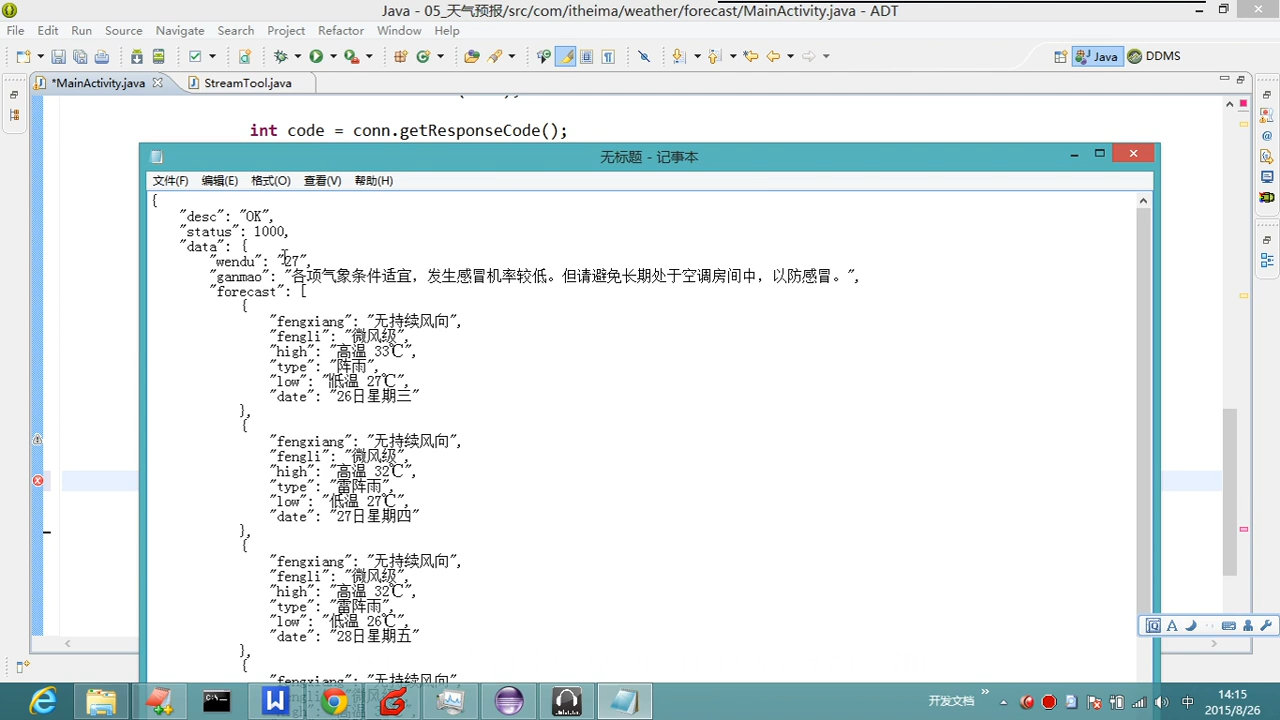 Java - 05_天气预报/src/com/itheima/weather/forecast/MainActivity.java - ADT
File Edit Run Source Navigate Search Project Refactor Window Help
Java DDMS
*MainActivity.java StreamTool.java
int code = conn.getResponseCode();
无标题 - 记事本
文件(F) 编辑(E) 格式(O) 查看(V) 帮助(H)
{
"desc": "OK",
"status": 1000,
"data": {
"wendu": "27",
"ganmao": "各项气象条件适宜，发生感冒机率较低。但请避免长期处于空调房间中，以防感冒。",
"forecast": [
{
"fengxiang": "无持续风向",
"fengli": "微风级",
"high": "高温 33℃",
"type": "阵雨",
"low": "低温 27℃",
"date": "26日星期三"
},
{
"fengxiang": "无持续风向",
"fengli": "微风级",
"high": "高温 32℃",
"type": "雷阵雨",
"low": "低温 27℃",
"date": "27日星期四"
},
{
"fengxiang": "无持续风向",
"fengli": "微风级",
"high": "高温 32℃",
"type": "雷阵雨",
"low": "低温 26℃",
"date": "28日星期五"
},
{
"fengxiang": "无持续风向",
开发文档
中
14:15
2015/8/26